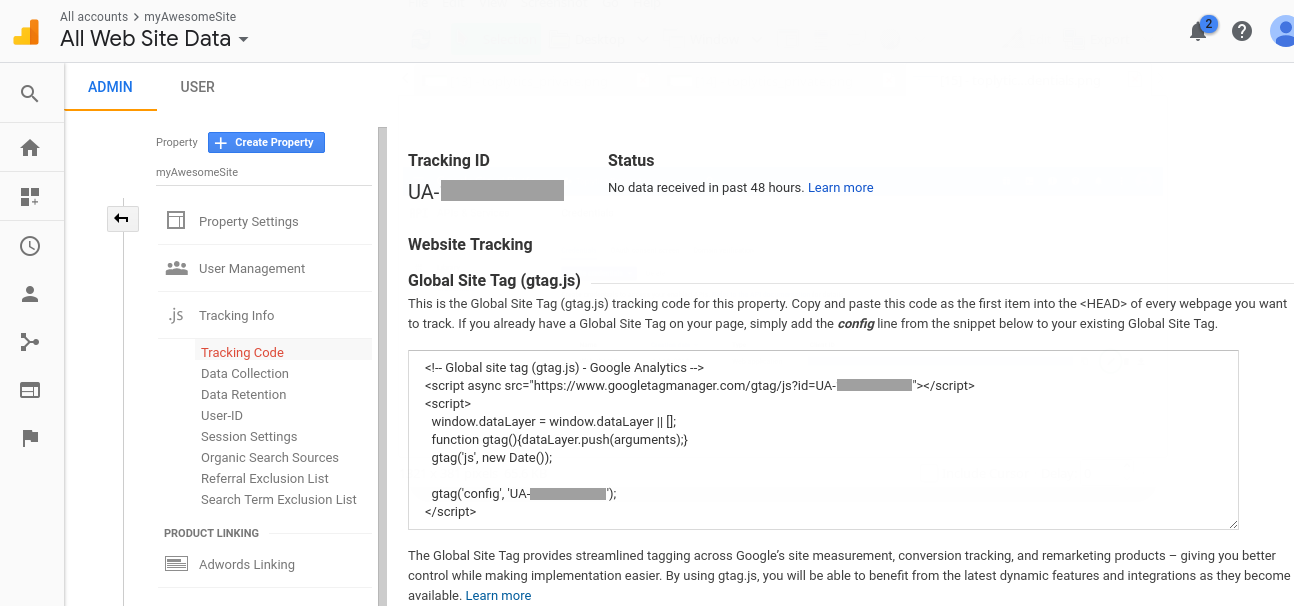 All accounts > myAwesomeSite
All Web Site Data
2
ADMIN
USER
Property
Create Property
myAwesomeSite
Property Settings
User Management
.js Tracking Info
Tracking Code
Data Collection
Data Retention
User-ID
Session Settings
Organic Search Sources
Referral Exclusion List
Search Term Exclusion List
PRODUCT LINKING
Adwords Linking
Tracking ID
UA-
Status
No data received in past 48 hours. Learn more
Website Tracking
Global Site Tag (gtag.js)
This is the Global Site Tag (gtag.js) tracking code for this property. Copy and paste this code as the first item into the <HEAD> of every webpage you want
to track. If you already have a Global Site Tag on your page, simply add the config line from the snippet below to your existing Global Site Tag.
<!-- Global site tag (gtag.js) - Google Analytics -->
<script async src="https://www.googletagmanager.com/gtag/js?id=UA-"></script>
<script>
window.dataLayer = window.dataLayer || [];
function gtag(){dataLayer.push(arguments);}
gtag('js', new Date());
gtag('config', 'UA-');
</script>
The Global Site Tag provides streamlined tagging across Google's site measurement, conversion tracking, and remarketing products – giving you better
control while making implementation easier. By using gtag.js, you will be able to benefit from the latest dynamic features and integrations as they become
available. Learn more